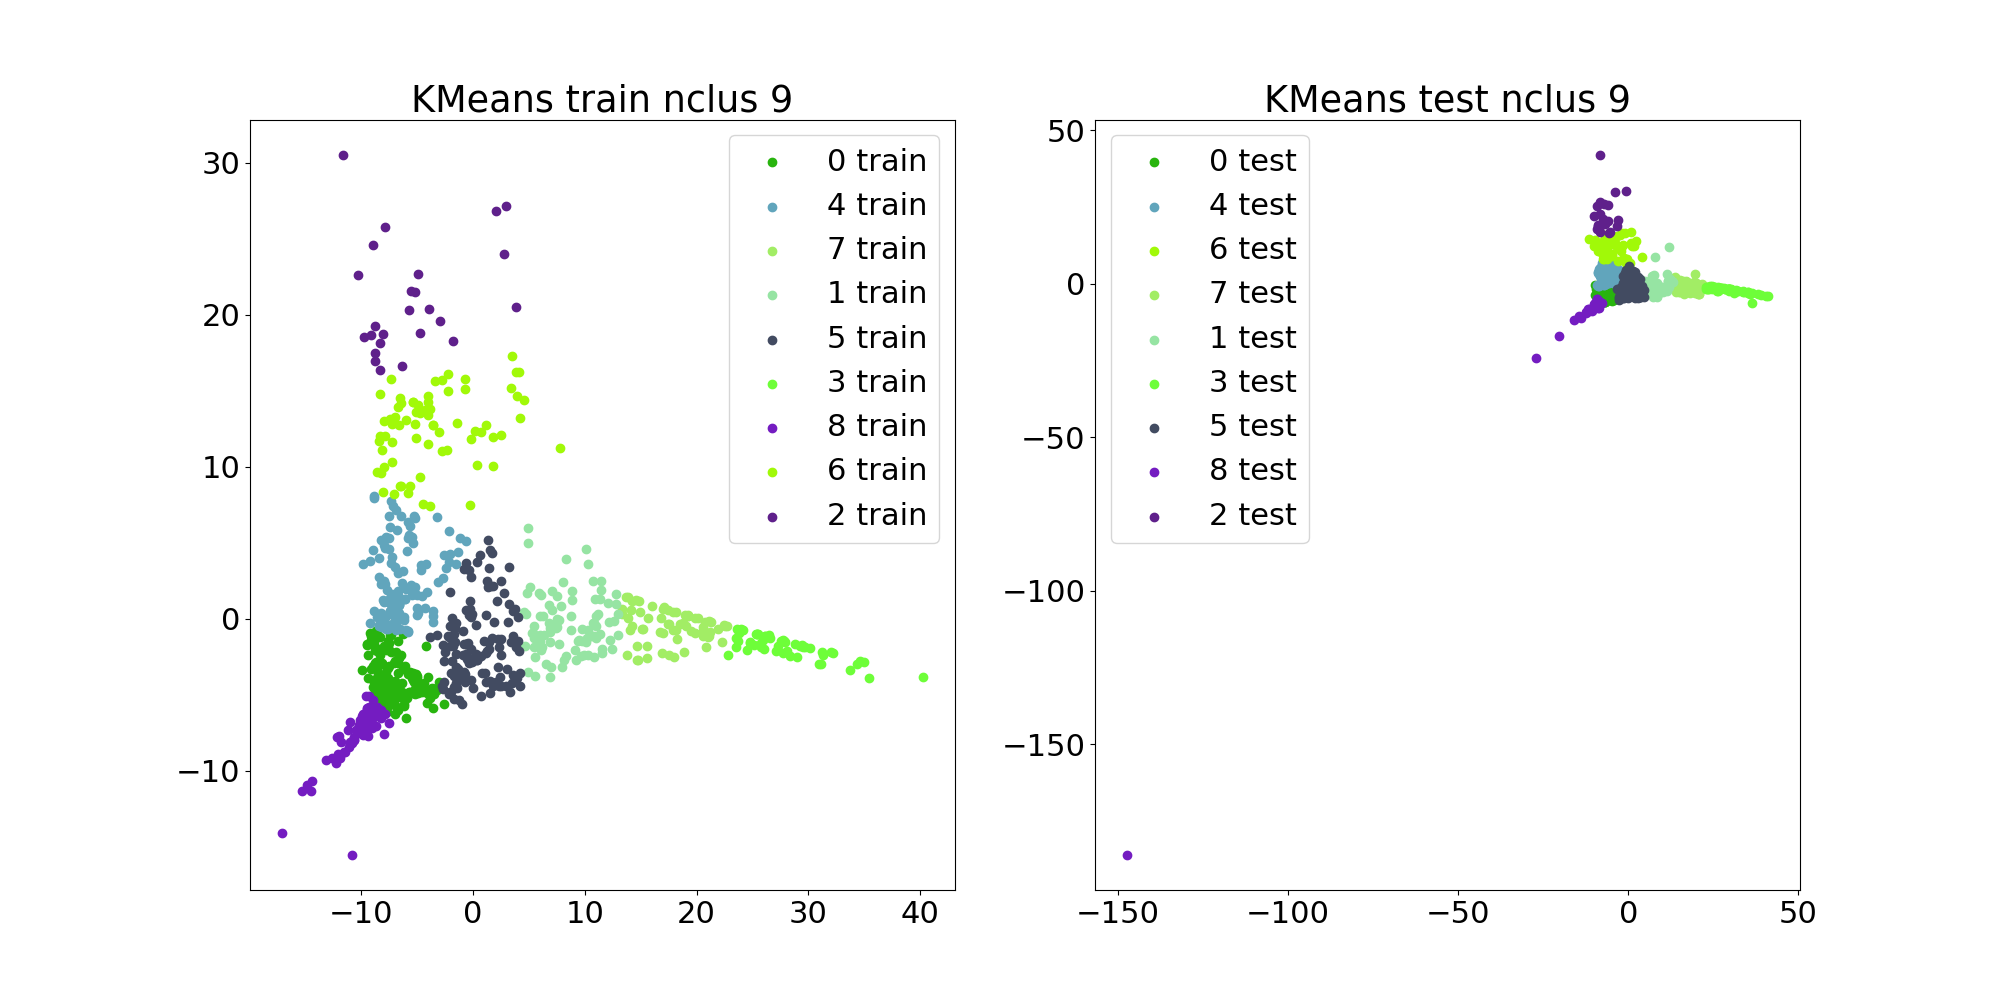 KMeans train nclus 9
30
20
10
0
−10
−10
0
10
20
30
40
0 train
4 train
7 train
1 train
5 train
3 train
8 train
6 train
2 train
KMeans test nclus 9
50
0
−50
−100
−150
−150
−100
−50
0
50
0 test
4 test
6 test
7 test
1 test
3 test
5 test
8 test
2 test